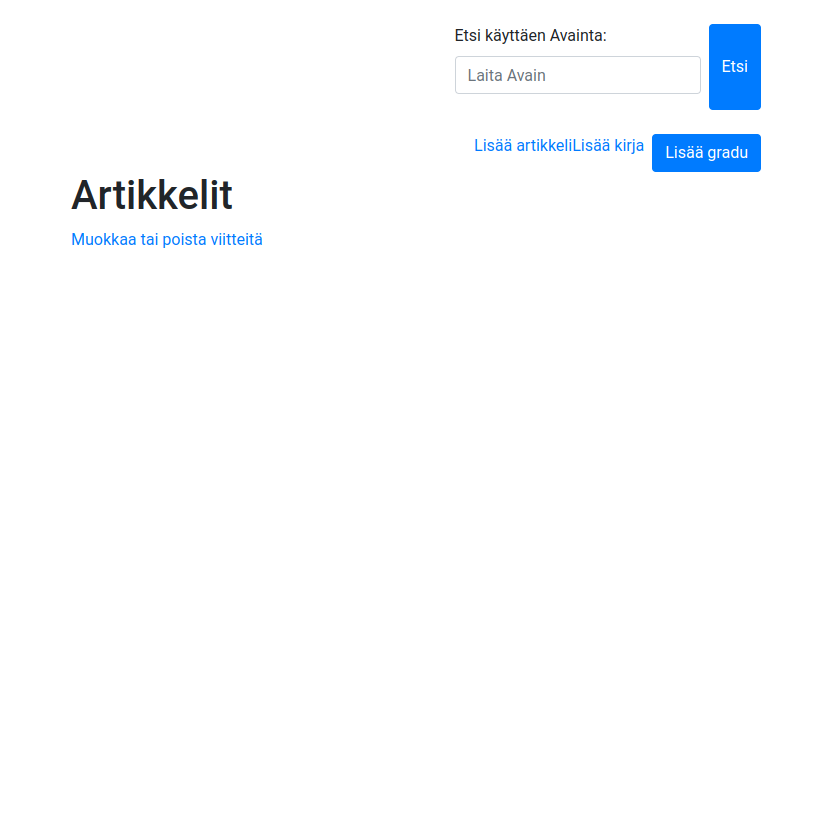 Etsi käyttäen Avainta:
Laita Avain
Etsi
Lisää artikkeliLisää kirja
Lisää gradu
Artikkelit
Muokkaa tai poista viitteitä